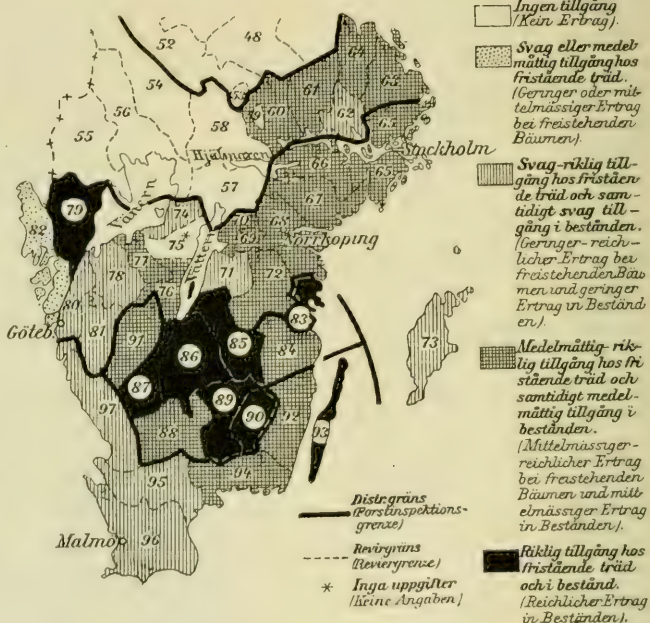 Ingen tillgång
(Kein Ertrag).
Svag eller medel-
måttig tillgång hos
fristående träd.
(Geringer oder mit-
telmässiger Ertrag
bei freistehenden
Bäumen).
Svag-riklig till-
gång hos friståen-
de träd och sam-
tidigt svag till-
gång i bestånden.
(Geringer-reich-
licher Ertrag bei
freistehenden Bäu
men und geringer
Ertrag in Beständ
en).
Medelmåttig-rik-
lig tillgång hos fri
stående träd och
samtidigt medel-
måttig tillgång i
bestånden.
(Mittelmässiger-
reichlicher Ertrag
bei freistehenden
Bäumen und mitt
elmässiger Ertrag
in Beständen).
Riklig tillgång hos
fristående träd
och i bestånd.
(Reichlicher Ertrag
in Beständen).
52 48
64
53
54 61 63
49 60 62
56 58 65
55
Hjälmaren Stockholm
66
57 65
79 67
Vänern 74 68
82 75* 70 69 Norrköping
Vättern
78 77 71 72
80 76 83
Göteb. 81 97 86 85 84 73
87 89 90
97 88 92 93
94
95
Malmö 96
Distr.gräns
(Forstinspektions-
grenze)
Revirgräns
(Reviergrenze)
* Inga uppgifter
(Keine Angaben)